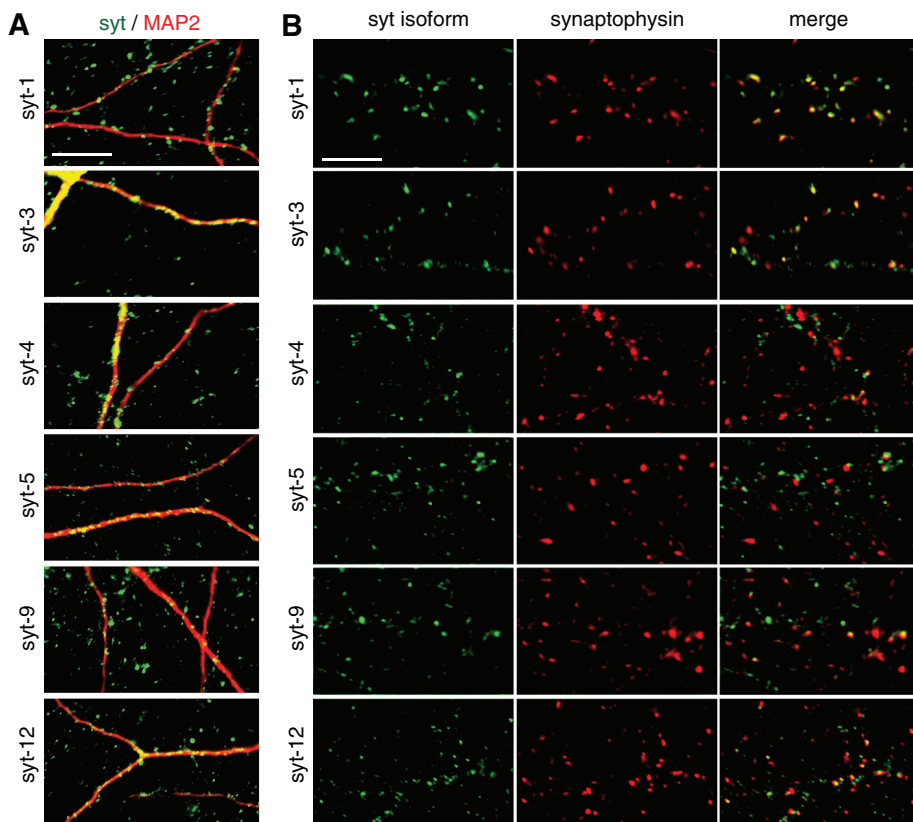 A
syt / MAP2
B
syt isoform
synaptophysin
merge
syt-1
syt-1
syt-3
syt-3
syt-4
syt-4
syt-5
syt-5
syt-9
syt-9
syt-12
syt-12